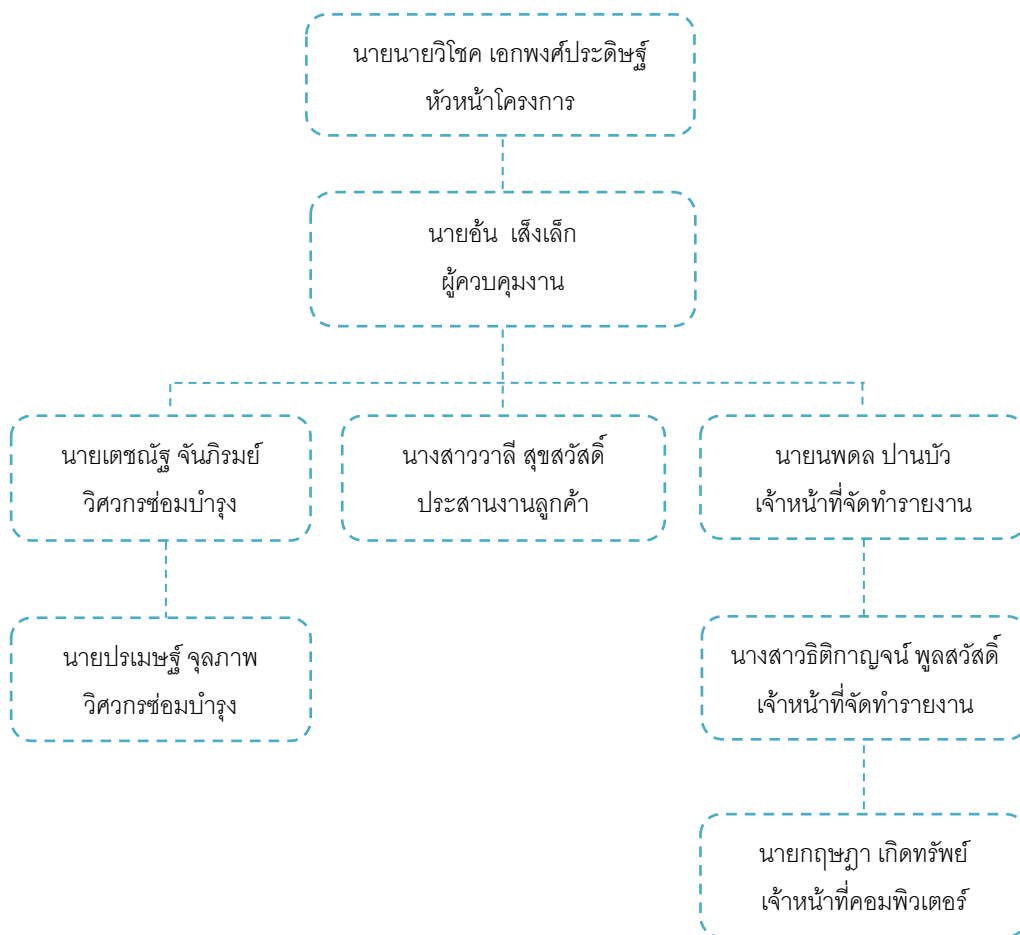 นายนายวิโชค เอกพงศ์ประดิษฐ์
หัวหน้าโครงการ
นายอ้น เส็งเล็ก
ผู้ควบคุมงาน
นายเตชณัฐ จันภิรมย์
วิศวกรซ่อมบำรุง
นางสาววาลี สุขสวัสดิ์
ประสานงานลูกค้า
นายนพดล ปานบัว
เจ้าหน้าที่จัดทำรายงาน
นายปรเมษฐ์ จุลภาพ
วิศวกรซ่อมบำรุง
นางสาวธิติกาญจน์ พูลสวัสดิ์
เจ้าหน้าที่จัดทำรายงาน
นายกฤษฎา เกิดทรัพย์
เจ้าหน้าที่คอมพิวเตอร์